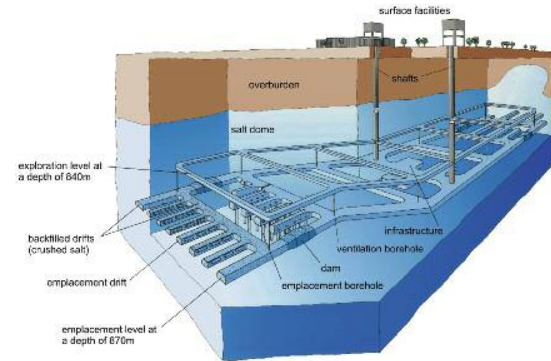 surface facilities
shafts
overburden
salt dome
exploration level at
a depth of 840m
backfilled drifts
(crushed salt)
emplacement drift
emplacement level at
a depth of 870m
infrastructure
ventilation borehole
dam
emplacement borehole